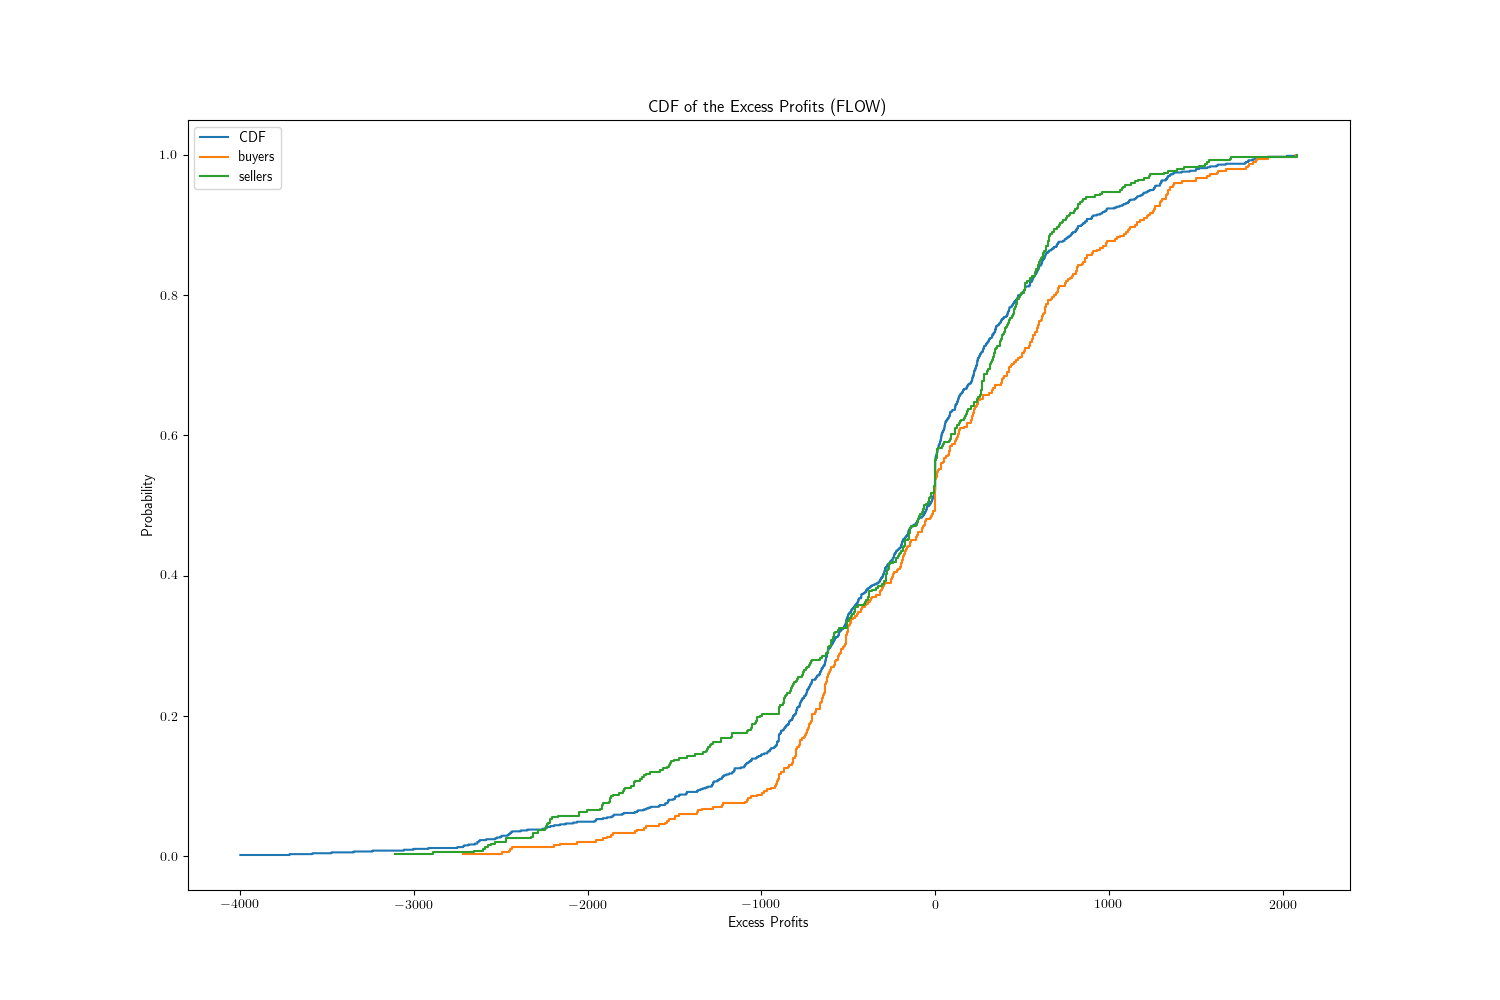 CDF of the Excess Profits (FLOW)
CDF
buyers
sellers
1.0
0.8
0.6
0.4
0.2
0.0
Probability
−4000
−3000
−2000
−1000
0
1000
2000
Excess Profits